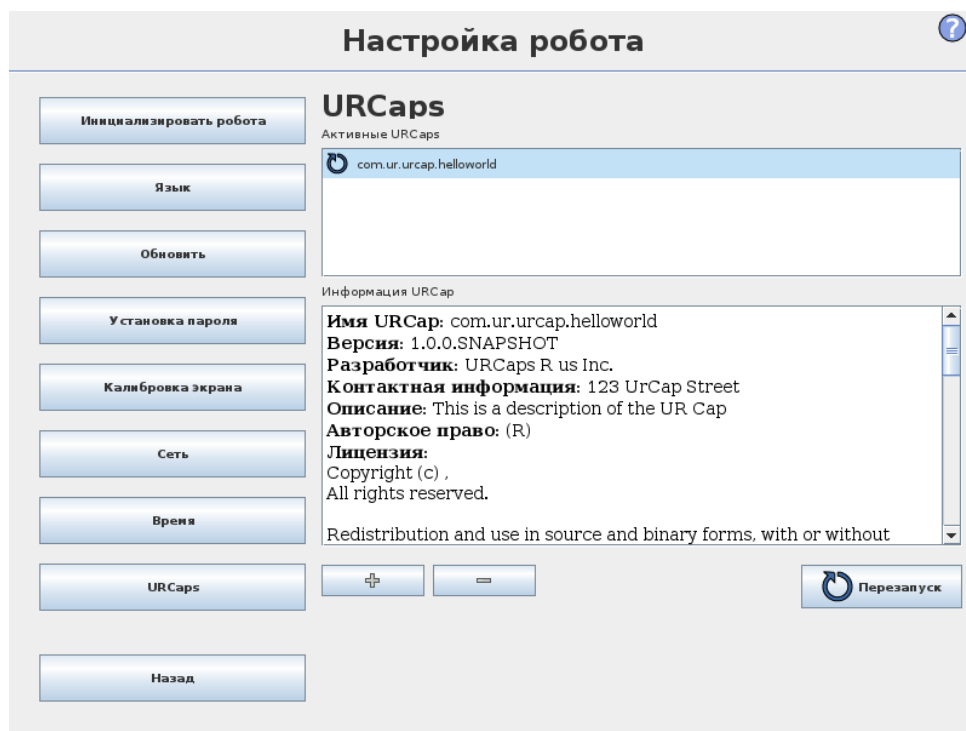 Настройка робота
?
Инициализировать робота
Язык
Обновить
Установка пароля
Калибровка экрана
Сеть
Время
URCaps
Назад
URCaps
Активные URCaps
com.ur.urcap.helloworld
Информация URCap
Имя URCap: com.ur.urcap.helloworld
Версия: 1.0.0.SNAPSHOT
Разработчик: URCaps R us Inc.
Контактная информация: 123 UrCap Street
Описание: This is a description of the UR Cap
Авторское право: (R)
Лицензия:
Copyright (c) ,
All rights reserved.
Redistribution and use in source and binary forms, with or without
Перезапуск